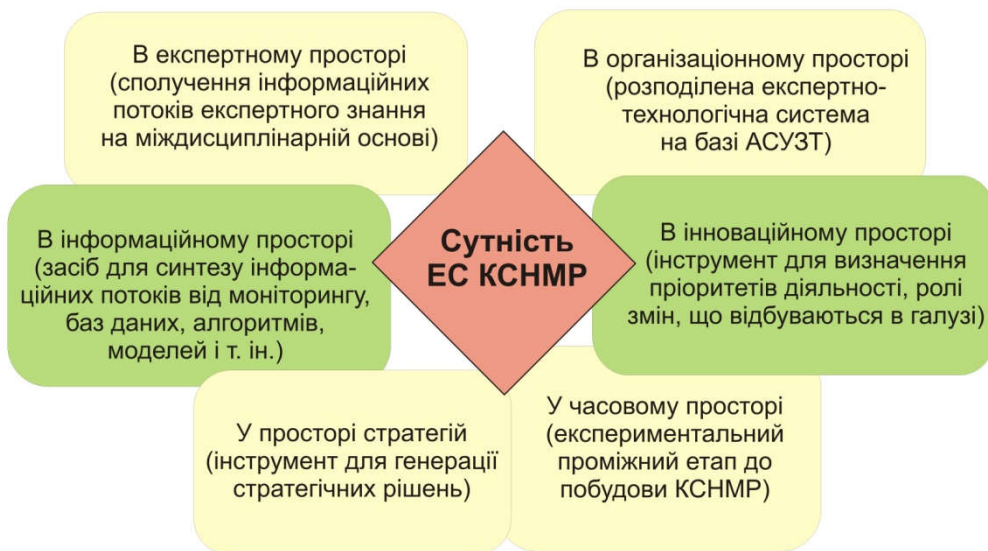 В експертному просторі
(сполучення інформаційних
потоків експертного знання
на міждисциплінарній основі)
В організаціонному просторі
(розподілена експертно-
технологічна система
на базі АСУЗТ)
В інформаційному просторі
(засіб для синтезу інформа-
ційних потоків від моніторингу,
баз даних, алгоритмів,
моделей і т. ін.)
Сутність
ЕС КСНМР
В інноваційному просторі
(інструмент для визначення
пріоритетів діяльності, ролі
змін, що відбуваються в галузі)
У просторі стратегій
(інструмент для генерації
стратегічних рішень)
У часовому просторі
(експериментальний
проміжний етап до
побудови КСНМР)